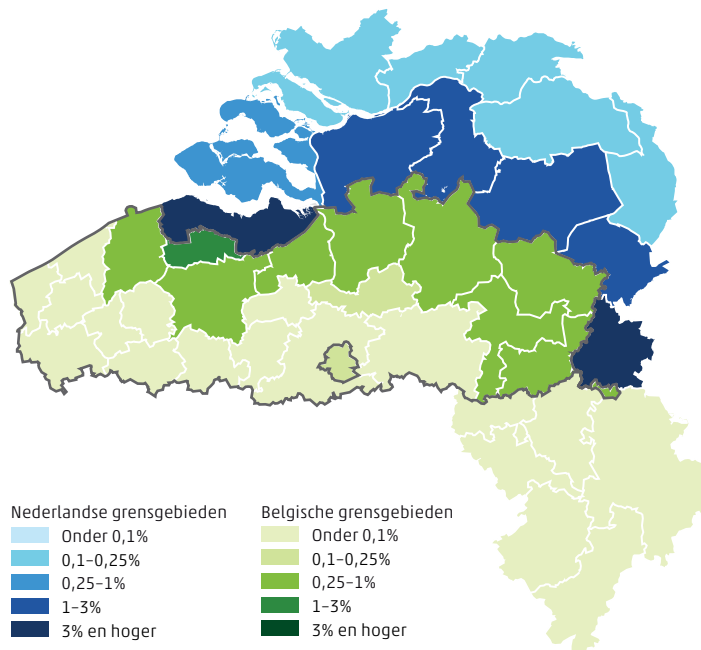 Nederlandse grensgebieden
Onder 0,1%
0,1–0,25%
0,25–1%
1–3%
3% en hoger
Belgische grensgebieden
Onder 0,1%
0,1–0,25%
0,25–1%
1–3%
3% en hoger